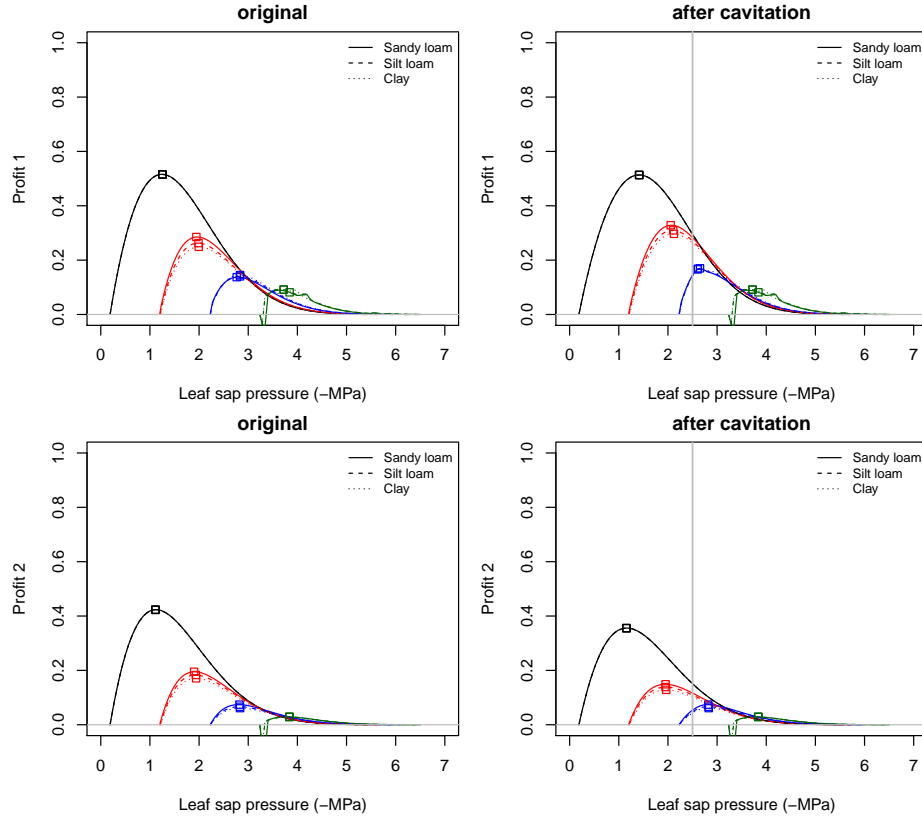 original
Sandy loam
Silt loam
Clay
Profit 1
0.0 0.2 0.4 0.6 0.8 1.0
0 1 2 3 4 5 6 7
Leaf sap pressure (−MPa)
after cavitation
Sandy loam
Silt loam
Clay
Profit 1
0.0 0.2 0.4 0.6 0.8 1.0
0 1 2 3 4 5 6 7
Leaf sap pressure (−MPa)
original
Sandy loam
Silt loam
Clay
Profit 2
0.0 0.2 0.4 0.6 0.8 1.0
0 1 2 3 4 5 6 7
Leaf sap pressure (−MPa)
after cavitation
Sandy loam
Silt loam
Clay
Profit 2
0.0 0.2 0.4 0.6 0.8 1.0
0 1 2 3 4 5 6 7
Leaf sap pressure (−MPa)